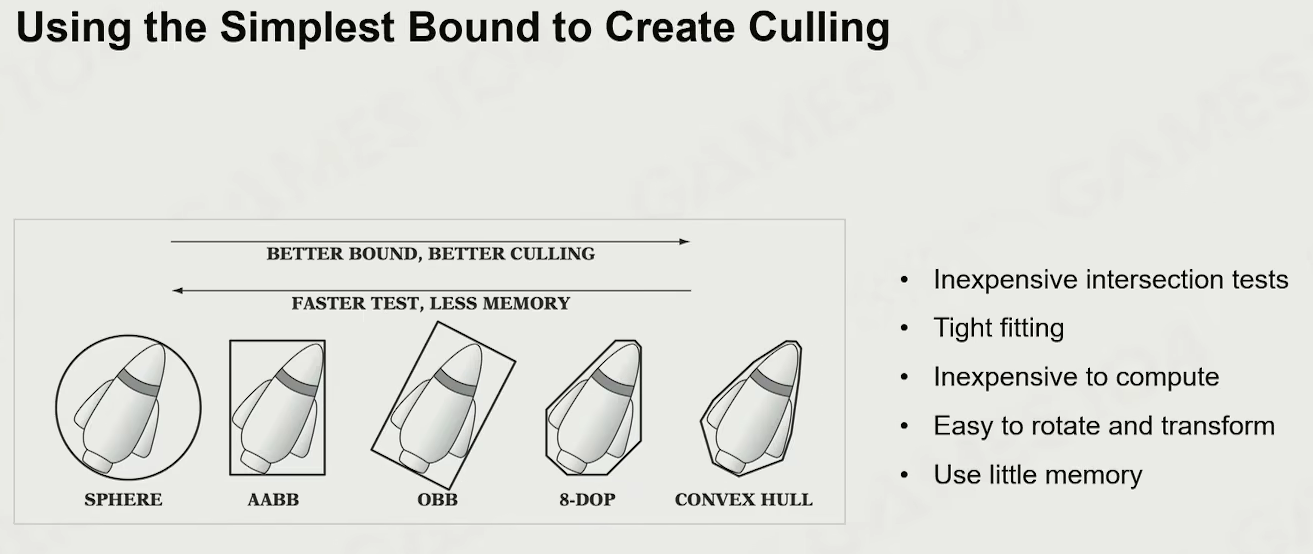 Using the Simplest Bound to Create Culling
BETTER BOUND, BETTER CULLING
FASTER TEST, LESS MEMORY
SPHERE
AABB
OBB
8-DOP
CONVEX HULL
• Inexpensive intersection tests
• Tight fitting
• Inexpensive to compute
• Easy to rotate and transform
• Use little memory